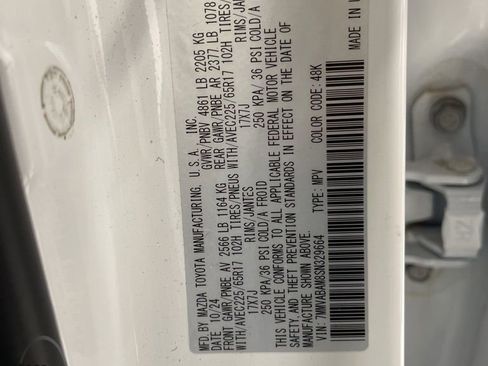 MFD BY MAZDA TOYOTA MANUFACTURING, U.S.A. INC.
DATE: 10/24 GVWR/PNBV 4861 LB 2205 KG
FRONT GAWR/PNBE AV 2566 LB 1164 KG REAR GAWR/PNBE AR 2377 LB 1078
WITH/AVEC225/65R17 102H TIRES/PNEUS WITH/AVEC225/65R17 102H TIRES/
17X7J RIMS/JANTES 17X7J RIMS/JANTE
250 KPA/36 PSI COLD/A FROID 250 KPA/ 36 PSI COLD/A
THIS VEHICLE CONFORMS TO ALL APPLICABLE FEDERAL MOTOR VEHICLE
SAFETY AND THEFT PREVENTION STANDARDS IN EFFECT ON THE DATE OF
MANUFACTURE SHOWN ABOVE.
VIN: TYPE: MPV COLOR CODE: 48K
MADE IN